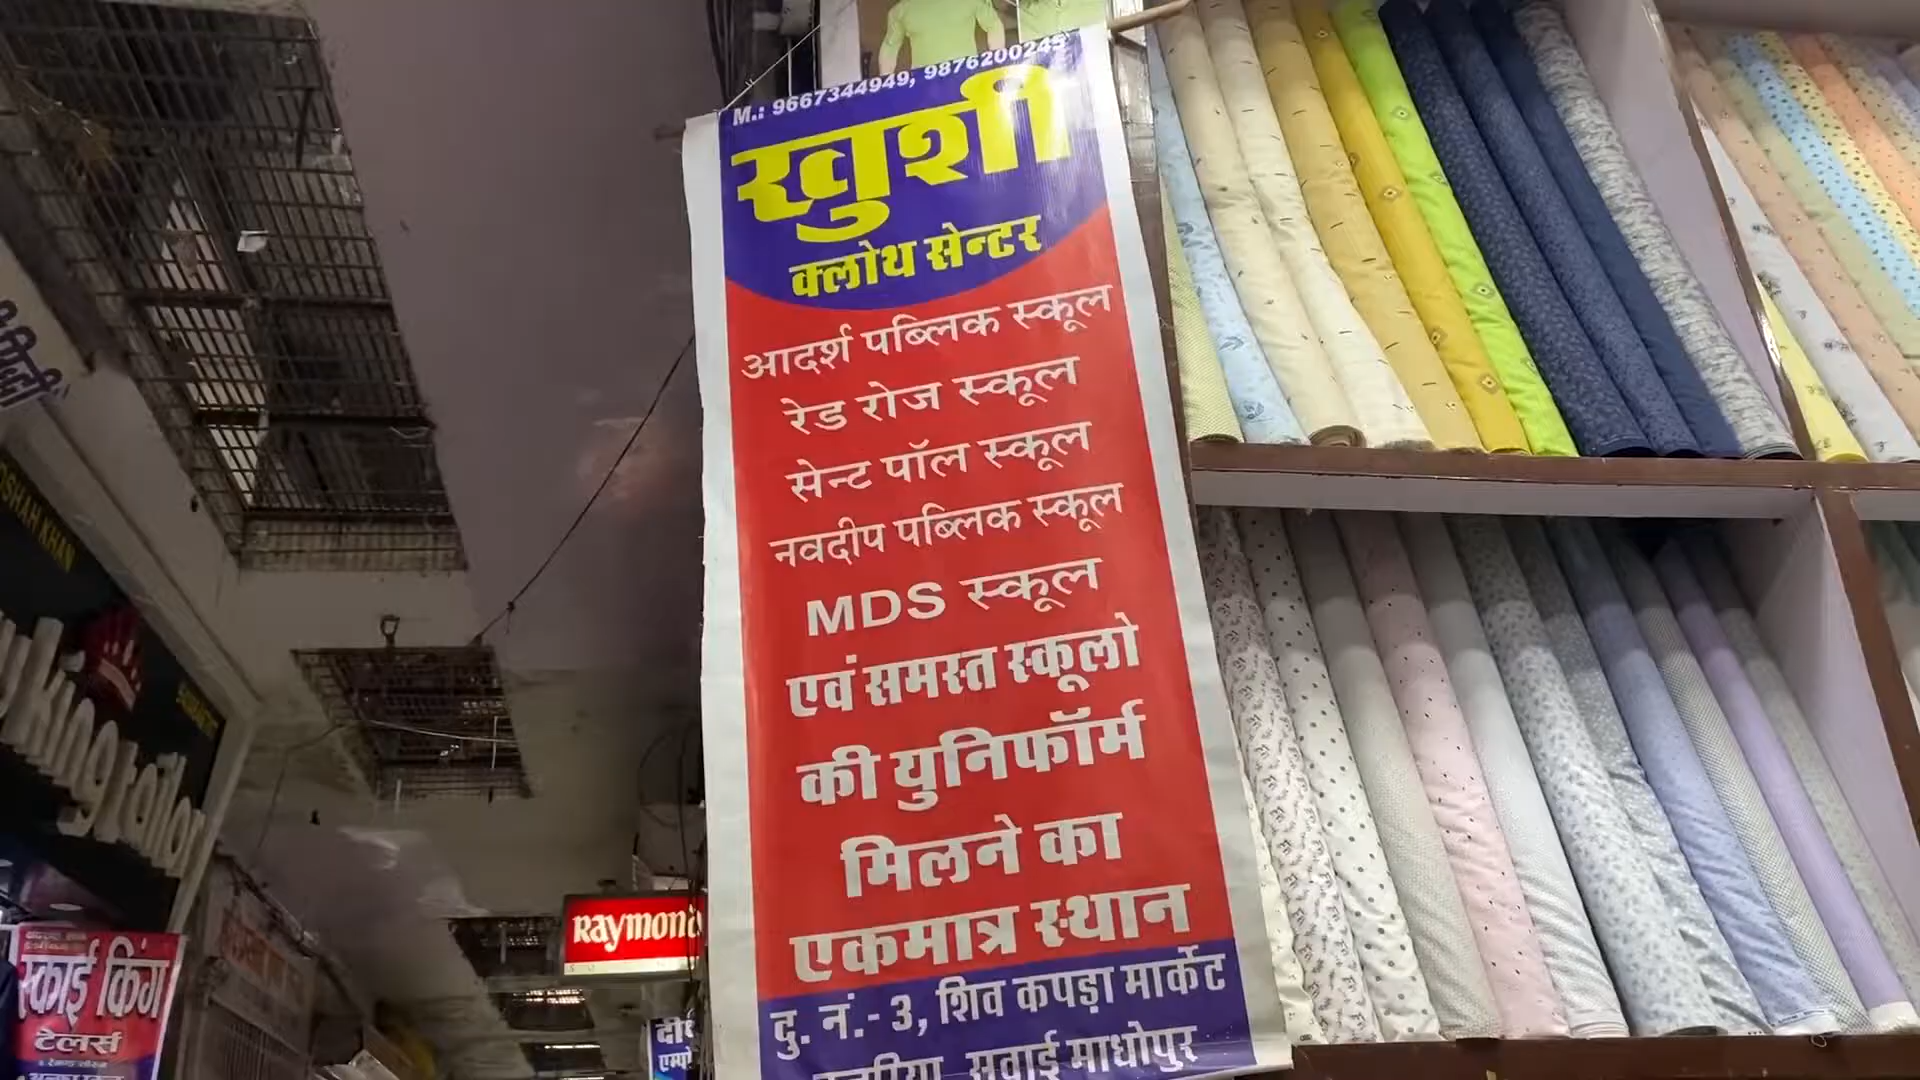 M.: 9667344949, 9876200245
खुशी
क्लोथ सेन्टर
आदर्श पब्लिक स्कूल
रेड रोज स्कूल
सेन्ट पॉल स्कूल
नवदीप पब्लिक स्कूल
MDS स्कूल
एवं समस्त स्कूलो
की युनिफॉर्म
मिलने का
एकमात्र स्थान
दु. नं.- 3, शिव कपड़ा मार्केट
सवाई माधोपुर
Raymond
स्काई किंग
टेलर्स